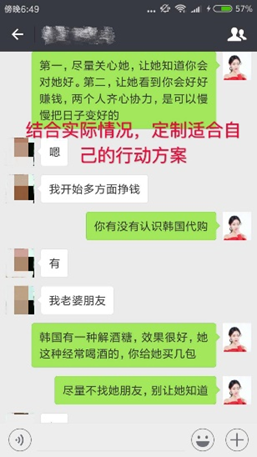 傍晚6:49
57%
第一，尽量关心她，让她知道你会
对她好。第二，让她看到你会好好
赚钱，两个人齐心协力，是可以慢
慢把日子变好的
结合实际情况，定制适合自
己的行动方案
嗯
我开始多方面挣钱
你有没有认识韩国代购
有
我老婆朋友
韩国有一种解酒糖，效果很好，她
这种经常喝酒的，你给她买几包
尽量不找她朋友，别让她知道